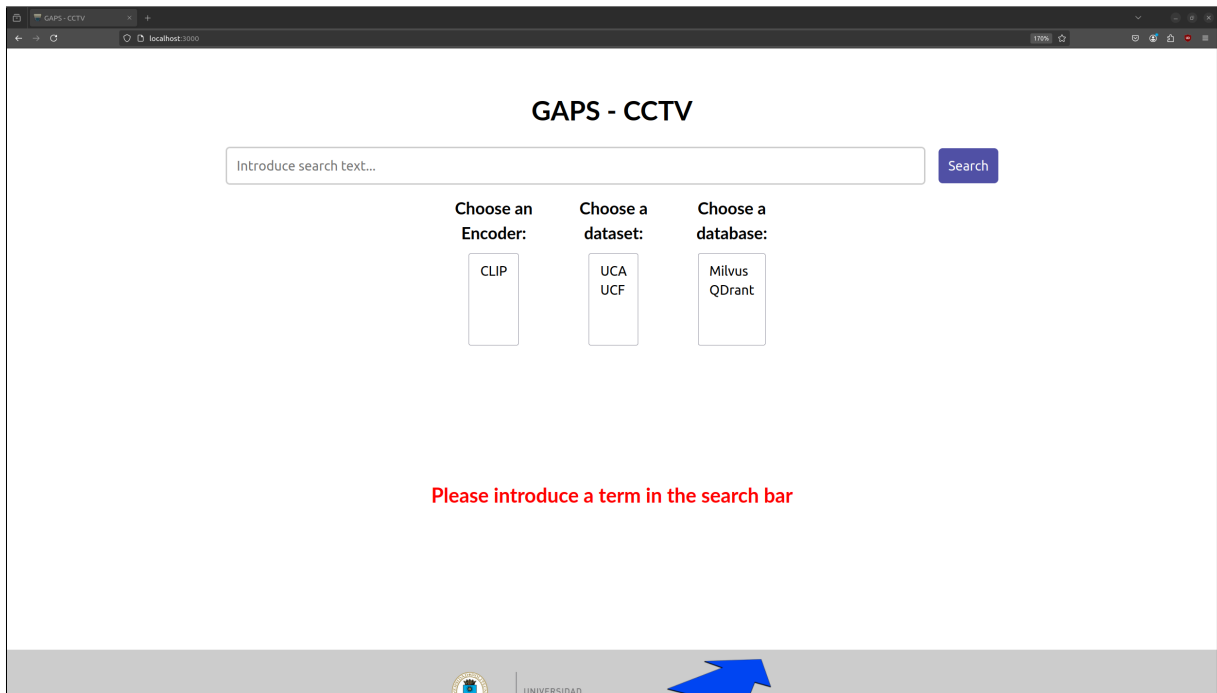 GAPS - CCTV
localhost:3000
170%
GAPS - CCTV
Introduce search text...
Search
Choose an
Encoder:
Choose a
dataset:
Choose a
database:
CLIP
UCA
UCF
Milvus
QDrant
Please introduce a term in the search bar
UNIVERSIDAD